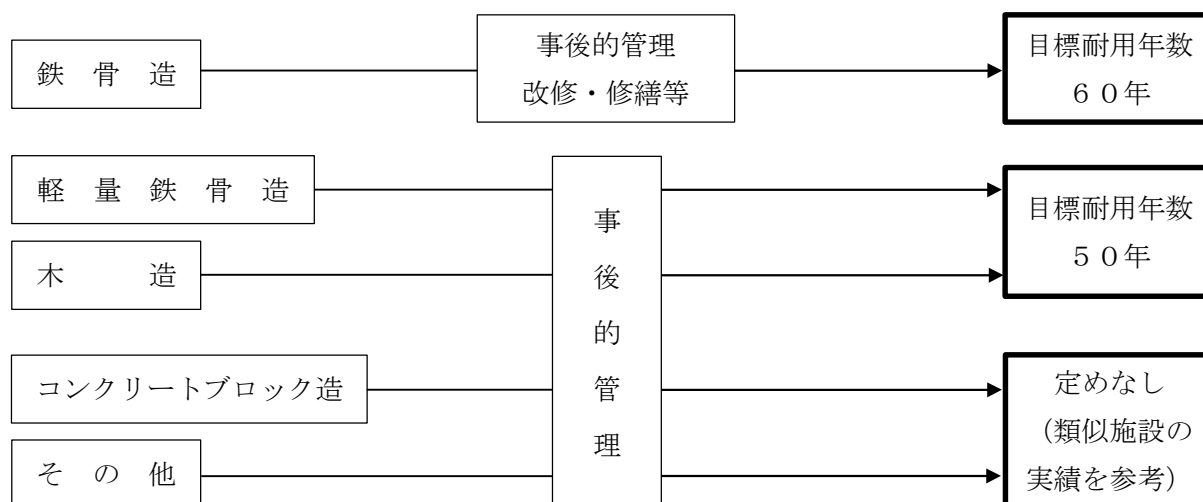 鉄　骨　造
事後的管理
改修・修繕等
目標耐用年数
６０年
軽　量　鉄　骨　造
木　　　造
事後的管理
目標耐用年数
５０年
コンクリートブロック造
そ　の　他
定めなし
（類似施設の
実績を参考）